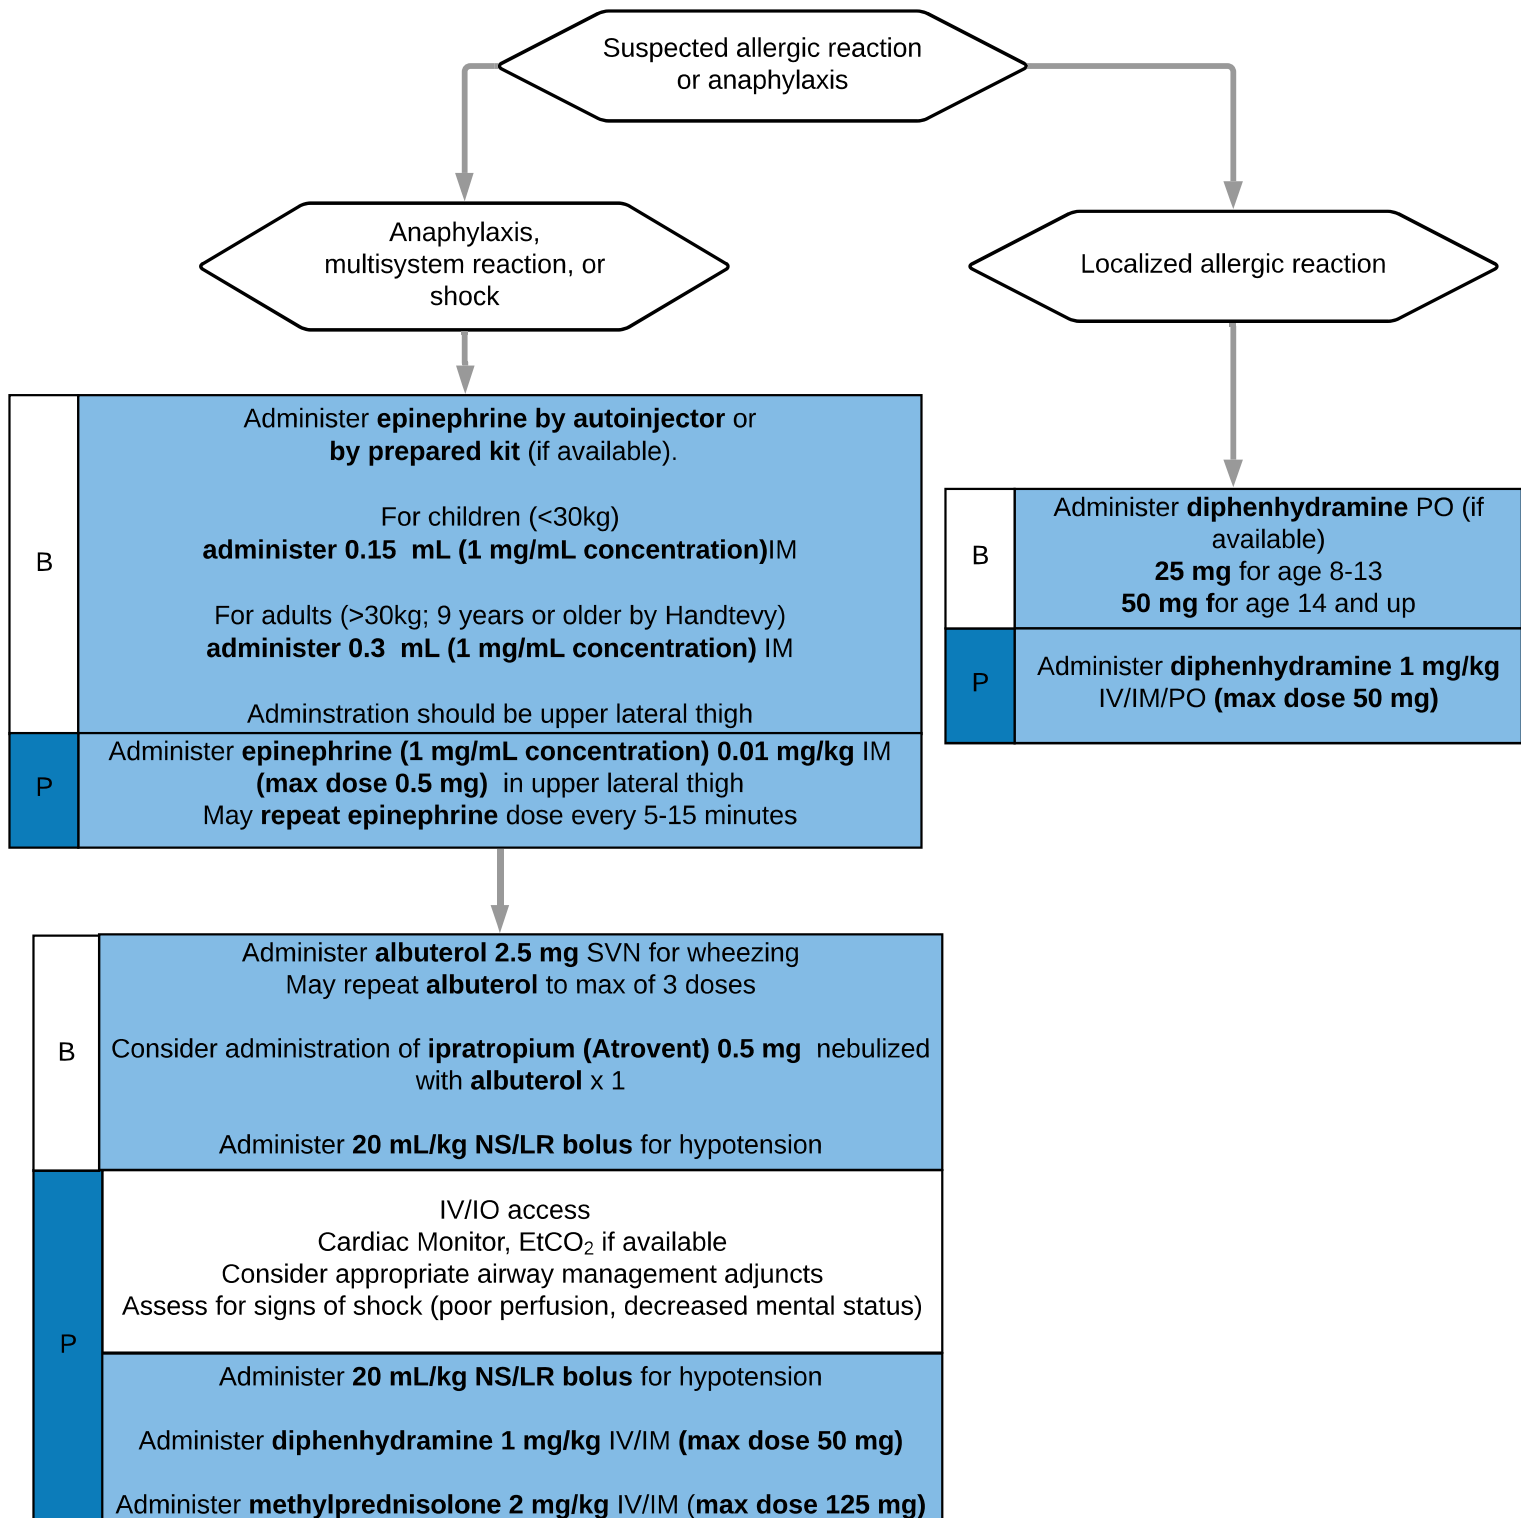 Suspected allergic reaction
or anaphylaxis
Anaphylaxis,
multisystem reaction, or
shock
Localized allergic reaction
B
Administer epinephrine by autoinjector or
by prepared kit (if available).
For children (<30kg)
administer 0.15  mL (1 mg/mL concentration)IM
For adults (>30kg; 9 years or older by Handtevy)
administer 0.3  mL (1 mg/mL concentration) IM
Adminstration should be upper lateral thigh
P
Administer epinephrine (1 mg/mL concentration) 0.01 mg/kg IM
(max dose 0.5 mg)  in upper lateral thigh
May repeat epinephrine dose every 5-15 minutes
B
Administer diphenhydramine PO (if
available)
25 mg for age 8-13
50 mg for age 14 and up
P
Administer diphenhydramine 1 mg/kg
IV/IM/PO (max dose 50 mg)
B
Administer albuterol 2.5 mg SVN for wheezing
May repeat albuterol to max of 3 doses
Consider administration of ipratropium (Atrovent) 0.5 mg  nebulized
with albuterol x 1
Administer 20 mL/kg NS/LR bolus for hypotension
P
IV/IO access
Cardiac Monitor, EtCO₂ if available
Consider appropriate airway management adjuncts
Assess for signs of shock (poor perfusion, decreased mental status)
Administer 20 mL/kg NS/LR bolus for hypotension
Administer diphenhydramine 1 mg/kg IV/IM (max dose 50 mg)
Administer methylprednisolone 2 mg/kg IV/IM (max dose 125 mg)